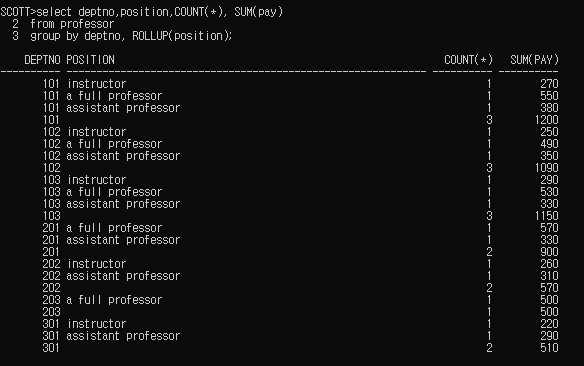 SCOTT>select deptno,position,COUNT(*), SUM(pay)
2 from professor
3 group by deptno, ROLLUP(position);
DEPTNO POSITION COUNT(*) SUM(PAY)
---------- ------------------------------------------------------------ ---------- ----------
101 instructor 1 270
101 a full professor 1 550
101 assistant professor 1 380
101 3 1200
102 instructor 1 250
102 a full professor 1 490
102 assistant professor 1 350
102 3 1090
103 instructor 1 290
103 a full professor 1 530
103 assistant professor 1 330
103 3 1150
201 a full professor 1 570
201 assistant professor 1 330
201 2 900
202 instructor 1 260
202 assistant professor 1 310
202 2 570
203 a full professor 1 500
203 1 500
301 instructor 1 220
301 assistant professor 1 290
301 2 510